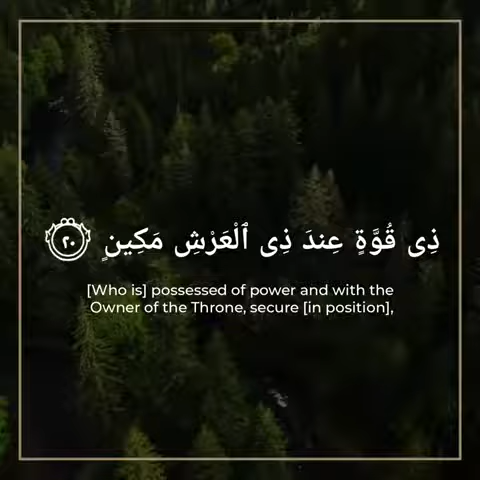 ذِى قُوَّةٍ عِندَ ذِى ٱلْعَرْشِ مَكِينٍ ٢٠
[Who is] possessed of power and with the
Owner of the Throne, secure [in position],